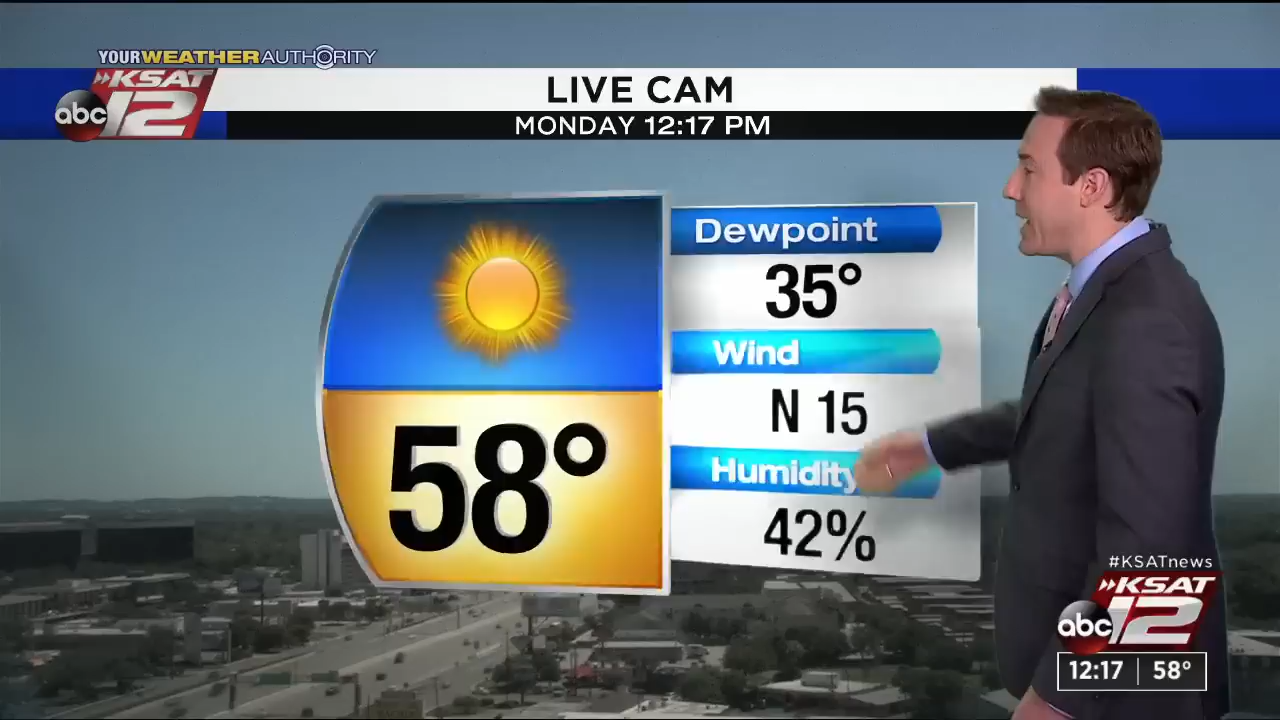 YOURWEATHERAUTHORITY
KSAT
abc 12
LIVE CAM
MONDAY 12:17 PM
Dewpoint
35°
Wind
N 15
Humidity
42%
58°
#KSATnews
KSAT
abc 12
12:17 58°